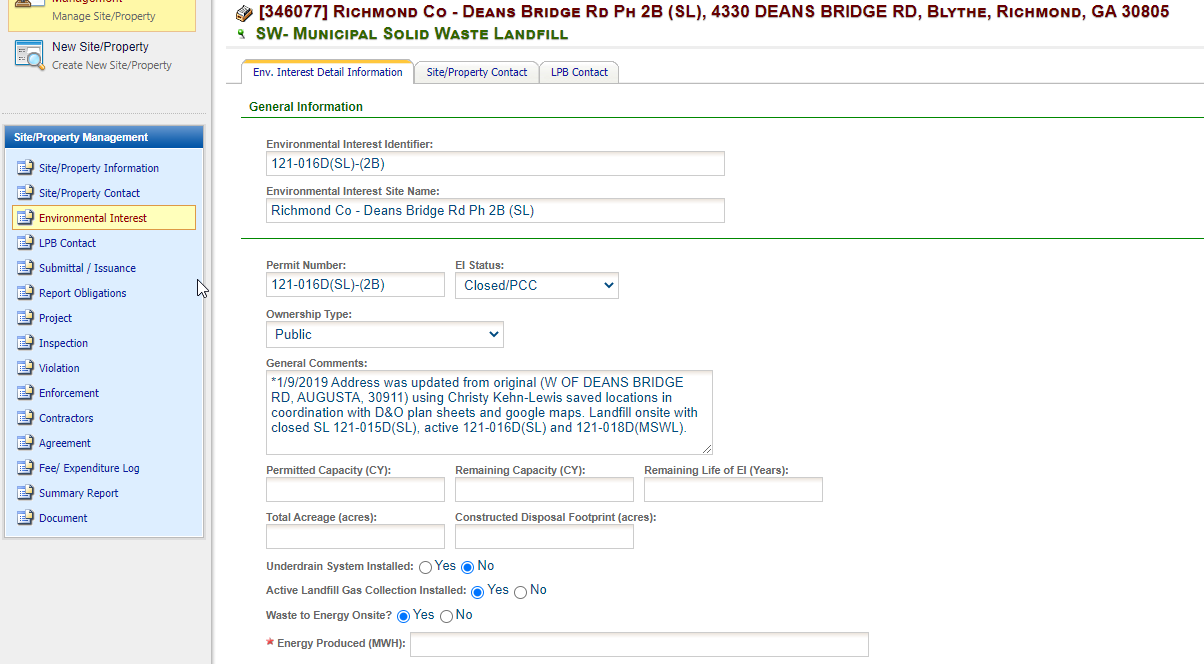 Management
Manage Site/Property
New Site/Property
Create New Site/Property
Site/Property Management
Site/Property Information
Site/Property Contact
Environmental Interest
LPB Contact
Submittal / Issuance
Report Obligations
Project
Inspection
Violation
Enforcement
Contractors
Agreement
Fee/ Expenditure Log
Summary Report
Document
[346077] Richmond Co - Deans Bridge Rd Ph 2B (SL), 4330 DEANS BRIDGE RD, Blythe, Richmond, GA 30805
SW- Municipal Solid Waste Landfill
Env. Interest Detail Information Site/Property Contact LPB Contact
General Information
Environmental Interest Identifier:
121-016D(SL)-(2B)
Environmental Interest Site Name:
Richmond Co - Deans Bridge Rd Ph 2B (SL)
Permit Number: EI Status:
121-016D(SL)-(2B) Closed/PCC
Ownership Type:
Public
General Comments:
*1/9/2019 Address was updated from original (W OF DEANS BRIDGE
RD, AUGUSTA, 30911) using Christy Kehn-Lewis saved locations in
coordination with D&O plan sheets and google maps. Landfill onsite with
closed SL 121-015D(SL), active 121-016D(SL) and 121-018D(MSWL).
Permitted Capacity (CY): Remaining Capacity (CY): Remaining Life of EI (Years):
Total Acreage (acres): Constructed Disposal Footprint (acres):
Underdrain System Installed: Yes No
Active Landfill Gas Collection Installed: Yes No
Waste to Energy Onsite? Yes No
* Energy Produced (MWH):